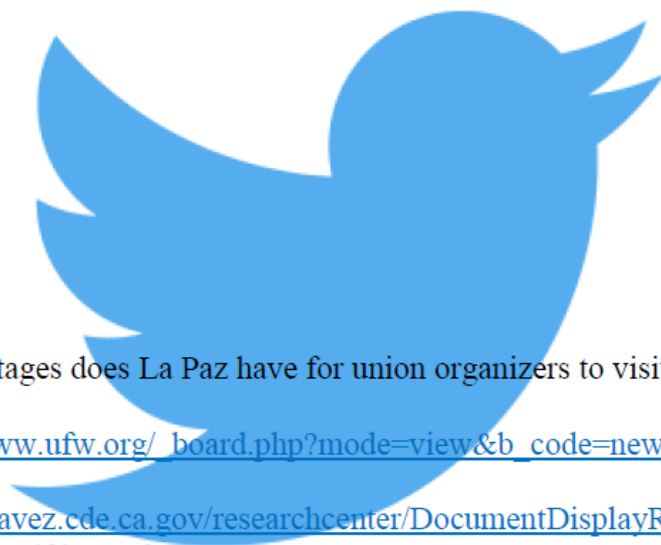 tages does La Paz have for union organizers to visit
ww.ufw.org/_board.php?mode=view&b_code=new
avez.cde.ca.gov/researchcenter/DocumentDisplayR